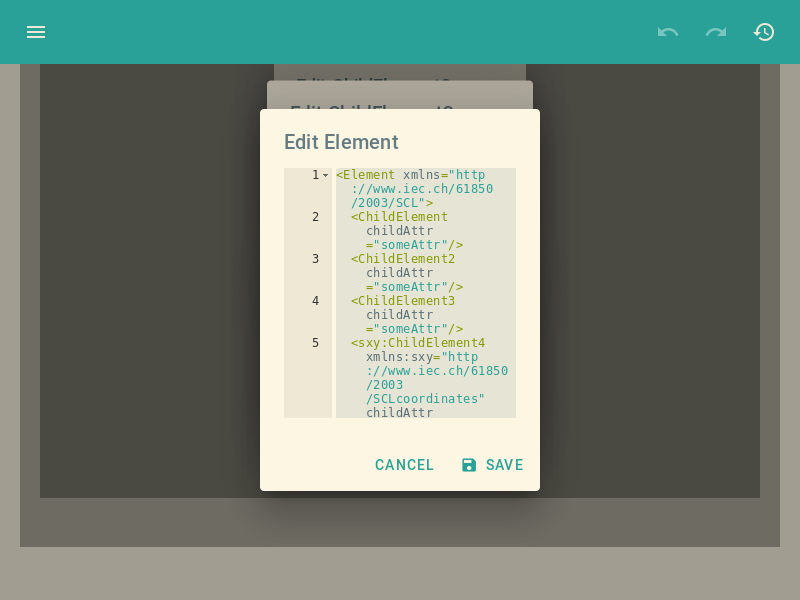 Edit Element
1 <Element xmlns="http
://www.iec.ch/61850
/2003/SCL">
2 <ChildElement
childAttr
="someAttr"/>
3 <ChildElement2
childAttr
="someAttr"/>
4 <ChildElement3
childAttr
="someAttr"/>
5 <sxy:ChildElement4
xmlns:sxy="http
://www.iec.ch/61850
/2003
/SCLcoordinates"
childAttr
CANCEL SAVE